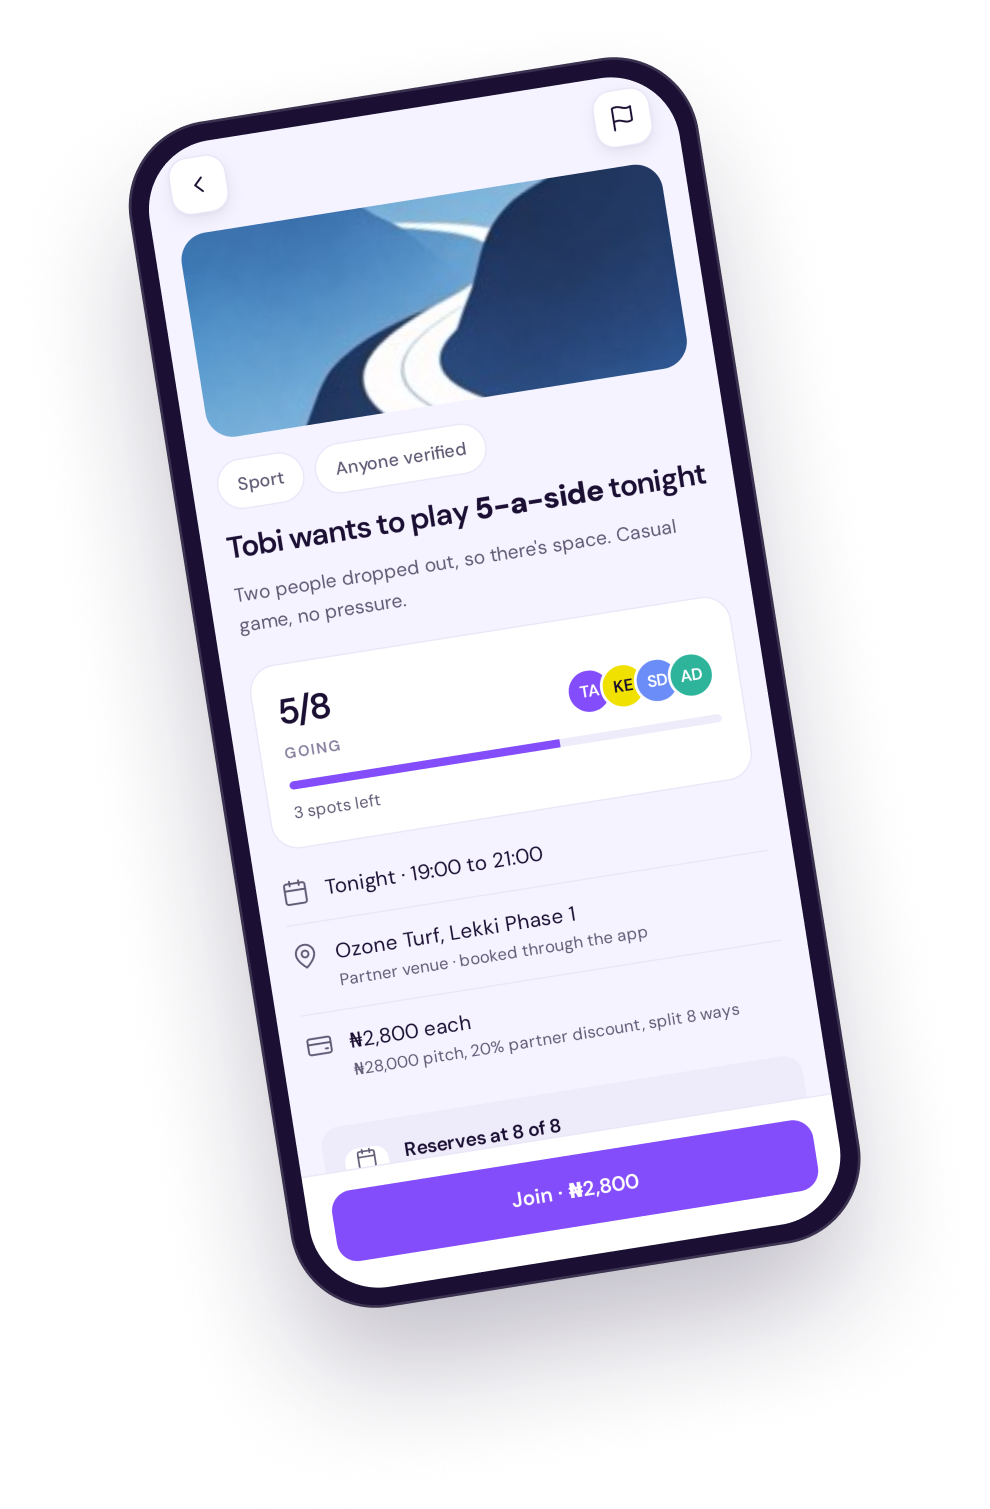 Sport
Anyone verified
Tobi wants to play 5-a-side tonight
Two people dropped out, so there's space. Casual
game, no pressure.
5/8
TA KE SD AD
GOING
3 spots left
Tonight · 19:00 to 21:00
Ozone Turf, Lekki Phase 1
Partner venue · booked through the app
₦2,800 each
₦28,000 pitch, 20% partner discount, split 8 ways
Reserves at 8 of 8
Join · ₦2,800